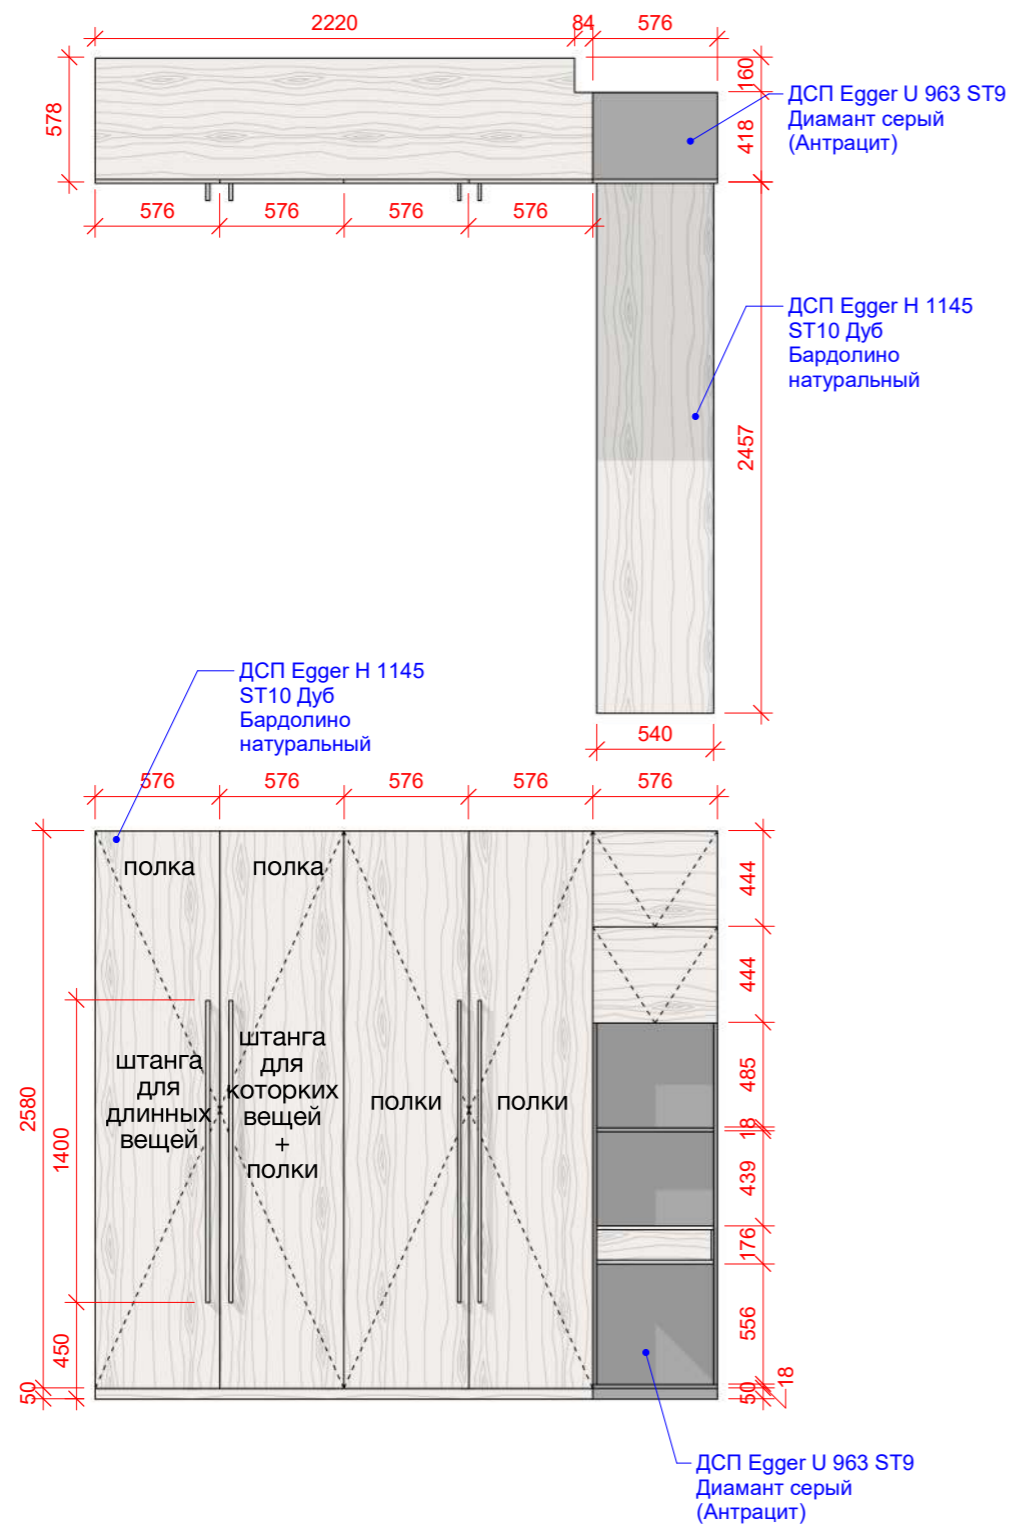 2220
84
576
160
578
418
ДСП Egger U 963 ST9
Диамант серый
(Антрацит)
576
576
576
576
ДСП Egger H 1145
ST10 Дуб
Бардолино
натуральный
2457
540
ДСП Egger H 1145
ST10 Дуб
Бардолино
натуральный
576
576
576
576
576
полка
полка
444
444
485
18
439
176
556
18
50
2580
1400
450
50
штанга
для
длинных
вещей
штанга
для
которких
вещей
+
полки
полки
полки
ДСП Egger U 963 ST9
Диамант серый
(Антрацит)